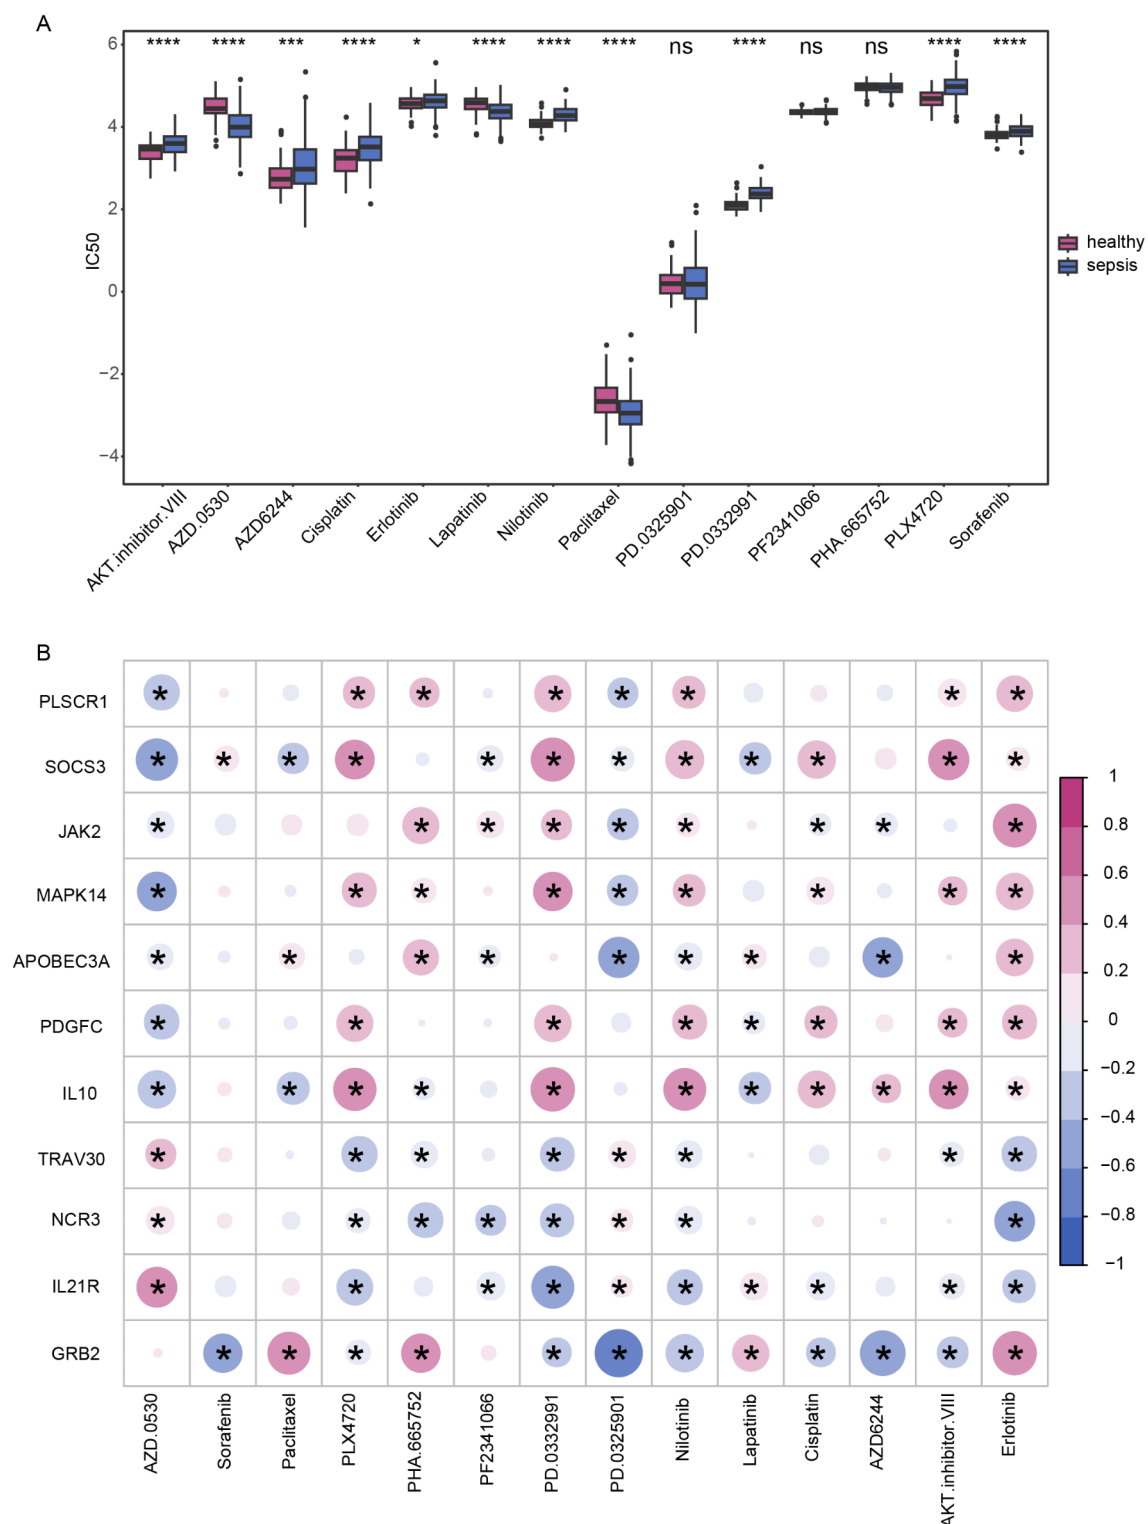 A
**** **** *** **** * **** **** **** ns **** ns ns **** ****
6
4
2
0
−2
−4
IC50
healthy
sepsis
AKT.inhibitor.VIII
AZD.0530
AZD6244
Cisplatin
Erlotinib
Lapatinib
Nilotinib
Paclitaxel
PD.0325901
PD.0332991
PF2341066
PHA.665752
PLX4720
Sorafenib
B
PLSCR1 * * * * * * * *
SOCS3 * * * * * * * * * * * *
JAK2 * * * * * * * * *
MAPK14 * * * * * * * * *
APOBEC3A * * * * * * * * *
PDGFC * * * * * * * *
IL10 * * * * * * * * * * *
TRAV30 * * * * * * * *
NCR3 * * * * * * * *
IL21R * * * * * * * * * *
GRB2 * * * * * * * * * * * *
1
0.8
0.6
0.4
0.2
0
−0.2
−0.4
−0.6
−0.8
−1
AZD.0530
Sorafenib
Paclitaxel
PLX4720
PHA.665752
PF2341066
PD.0332991
PD.0325901
Nilotinib
Lapatinib
Cisplatin
AZD6244
AKT.inhibitor.VIII
Erlotinib